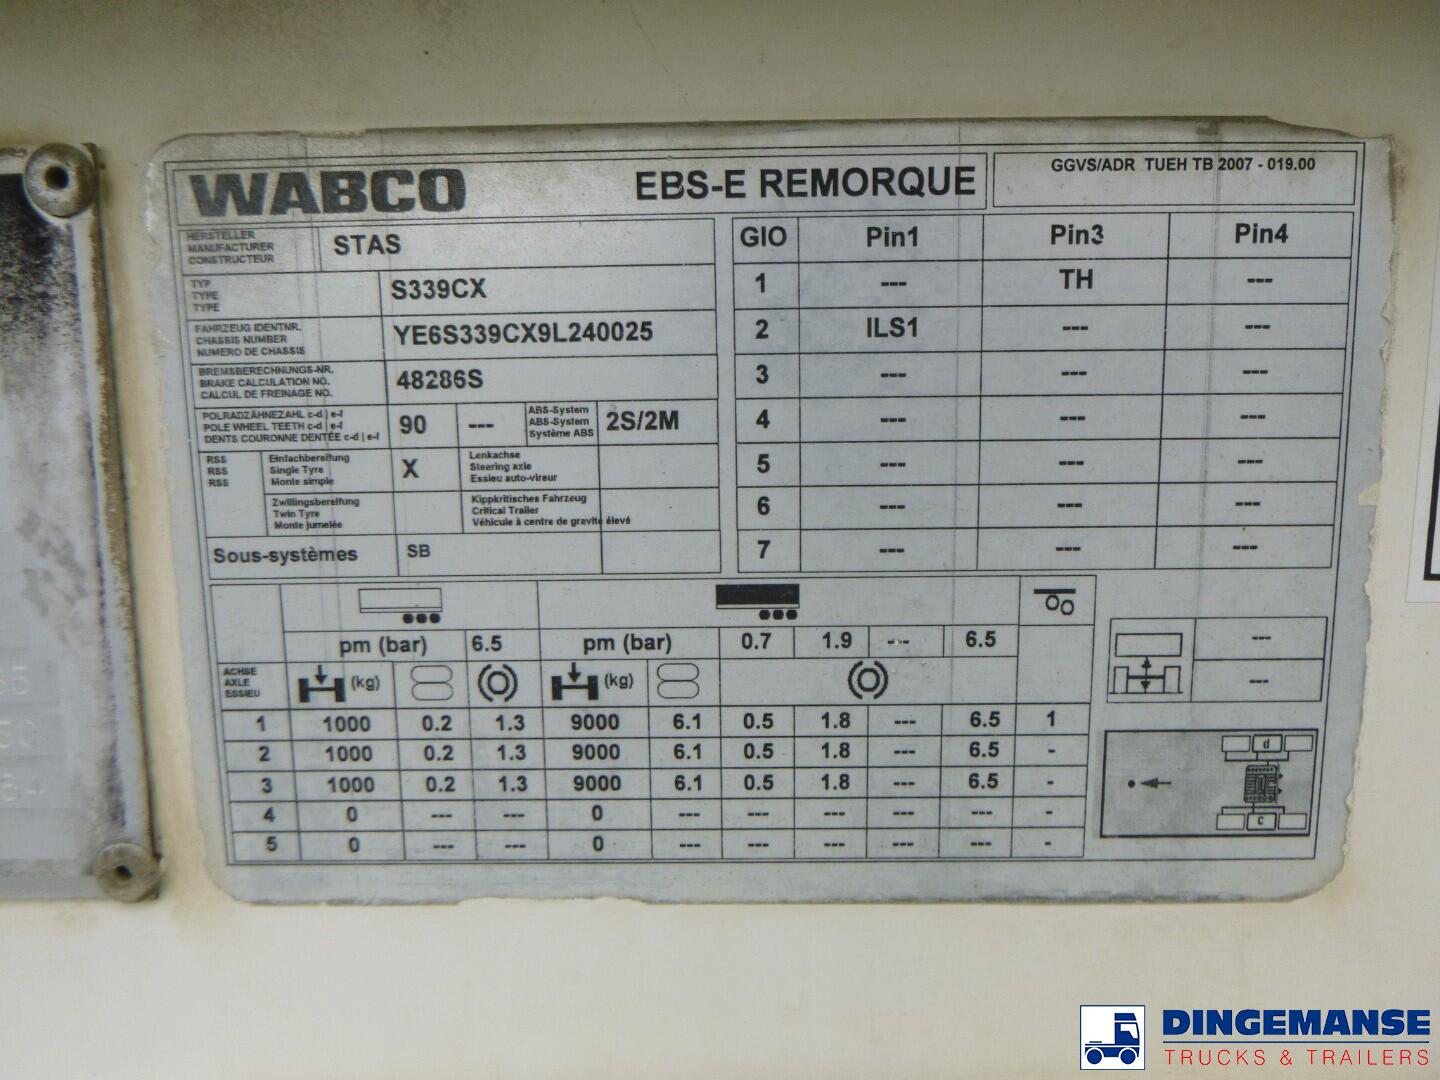 WABCO
EBS-E REMORQUE
GGVS/ADR TUEH TB 2007 - 019.00
HERSTELLER
MANUFACTURER
CONSTRUCTEUR
STAS
TYP
TYPE
TYPE
S339CX
FAHRZEUG IDENTNR.
CHASSIS NUMBER
NUMERO DE CHASSIS
YE6S339CX9L240025
BREMSBERECHNUNGS-NR.
BRAKE CALCULATION NO.
CALCUL DE FREINAGE NO.
48286S
POLRADZÄHNEZAHL c-d | e-f
POLE WHEEL TEETH c-d | e-f
DENTS COURONNE DENTÉE c-d | e-f
90 ---
ABS-System
ABS-System
Système ABS
2S/2M
RSS
RSS
RSS
Einfachbereifung
Single Tyre
Monte simple
X
Lenkachse
Steering axle
Essieu auto-vireur
Zwillingsbereifung
Twin Tyre
Monte jumelée
Kippkritisches Fahrzeug
Critical Trailer
Véhicule à centre de gravite élevé
Sous-systèmes SB
GIO Pin1 Pin3 Pin4
1 --- TH ---
2 ILS1 --- ---
3 --- --- ---
4 --- --- ---
5 --- --- ---
6 --- --- ---
7 --- --- ---
pm (bar) 6.5 pm (bar) 0.7 1.9 --- 6.5
ACHSE
AXLE
ESSIEU
(kg) (kg)
1 1000 0.2 1.3 9000 6.1 0.5 1.8 --- 6.5 1
2 1000 0.2 1.3 9000 6.1 0.5 1.8 --- 6.5 -
3 1000 0.2 1.3 9000 6.1 0.5 1.8 --- 6.5 -
4 0 --- --- 0 --- --- --- --- --- -
5 0 --- --- 0 --- --- --- --- --- -
---
---
d
c
DINGEMANSE
TRUCKS & TRAILERS